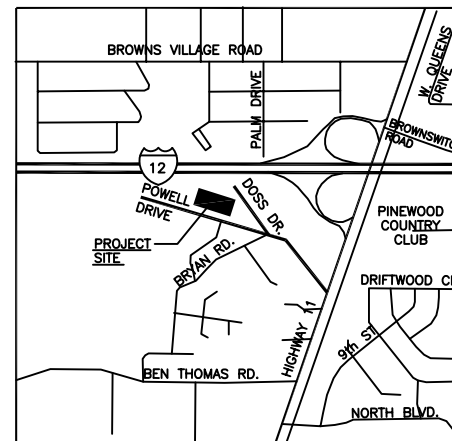 BROWNS VILLAGE ROAD
W. QUEENS
DRIVE
PALM DRIVE
BROWNSWITC
ROAD
12
POWELL
DRIVE
DOSS DR.
PROJECT
SITE
PINEWOOD
COUNTRY
CLUB
BRYAN RD.
DRIFTWOOD CI
HIGHWAY 11
9th ST
BEN THOMAS RD.
NORTH BLVD.